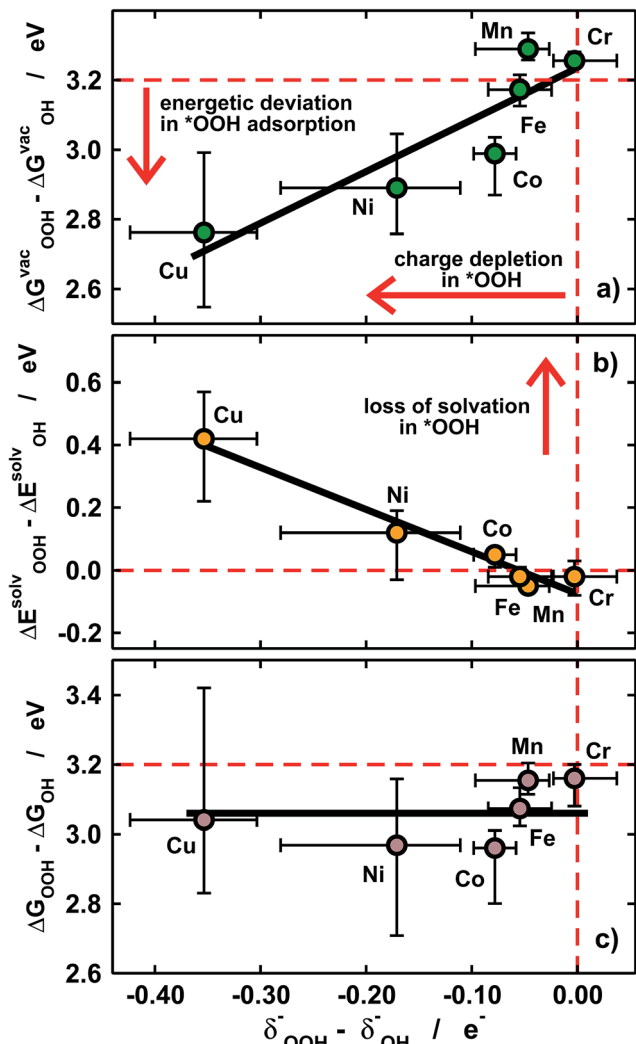 ΔG^vac_OOH - ΔG^vac_OH / eV
3.2
3.0
2.8
2.6
Mn
Cr
energetic deviation
in *OOH adsorption
Fe
Co
Ni
Cu
charge depletion
in *OOH
a)
ΔE^solv_OOH - ΔE^solv_OH / eV
0.6
0.4
0.2
0.0
-0.2
b)
Cu
loss of solvation
in *OOH
Ni
Co
Fe
Mn
Cr
ΔG_OOH - ΔG_OH / eV
3.4
3.2
3.0
2.8
2.6
Mn
Cr
Cu
Fe
Ni
Co
c)
-0.40 -0.30 -0.20 -0.10 0.00
δ^-_OOH - δ^-_OH / e^-